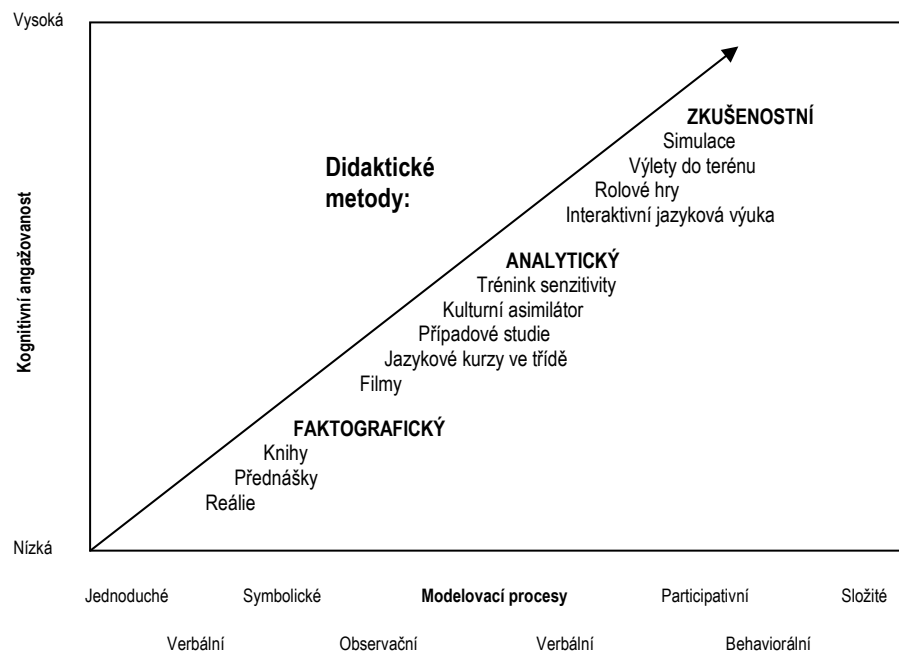 Vysoká
ZKUŠENOSTNÍ
Simulace
Didaktické
metody:
Výlety do terénu
Rolové hry
Interaktivní jazyková výuka
Kognitivní angažovanost
ANALYTICKÝ
Trénink senzitivity
Kulturní asimilátor
Případové studie
Jazykové kurzy ve třídě
Filmy
FAKTOGRAFICKÝ
Knihy
Přednášky
Reálie
Nízká
Jednoduché Symbolické Modelovací procesy Participativní Složité
Verbální Observační Verbální Behaviorální